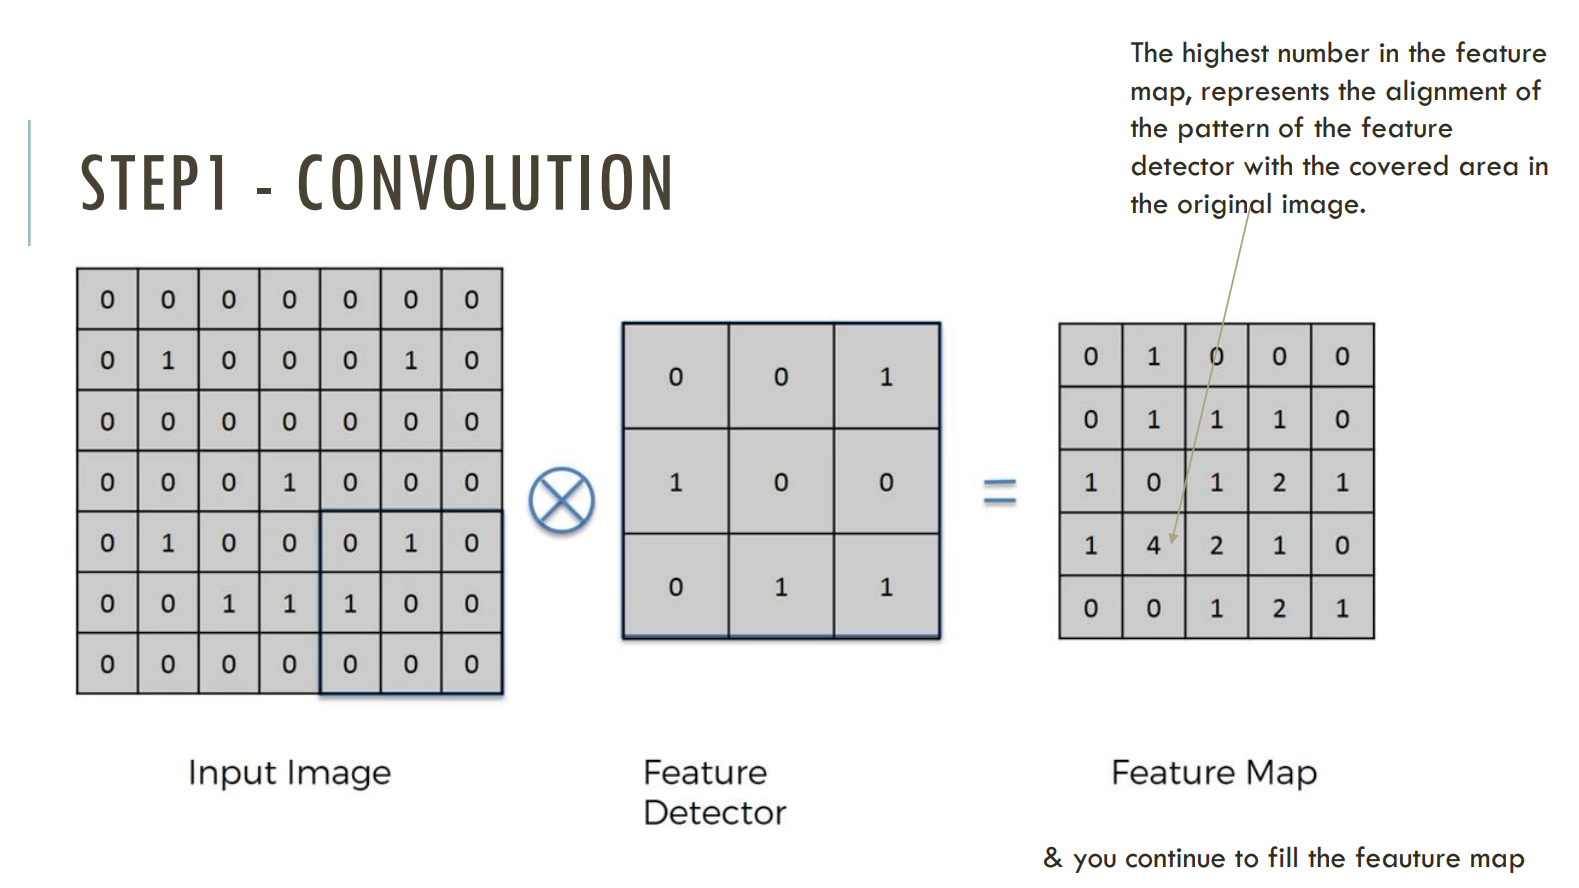 The highest number in the feature
map, represents the alignment of
the pattern of the feature
detector with the covered area in
the original image.
STEP1 - CONVOLUTION
0 0 0 0 0 0 0
0 1 0 0 0 1 0
0 0 0 0 0 0 0
0 0 0 1 0 0 0
0 1 0 0 0 1 0
0 0 1 1 1 0 0
0 0 0 0 0 0 0
Input Image
0 0 1
1 0 0
0 1 1
Feature
Detector
=
0 1 0 0 0
0 1 1 1 0
1 0 1 2 1
1 4 2 1 0
0 0 1 2 1
Feature Map
& you continue to fill the feauture map